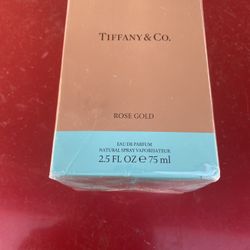 TIFFANY & CO.
ROSE GOLD
EAU DE PARFUM
NATURAL SPRAY VAPORISATEUR
2.5 FL OZ ℮ 75 ml